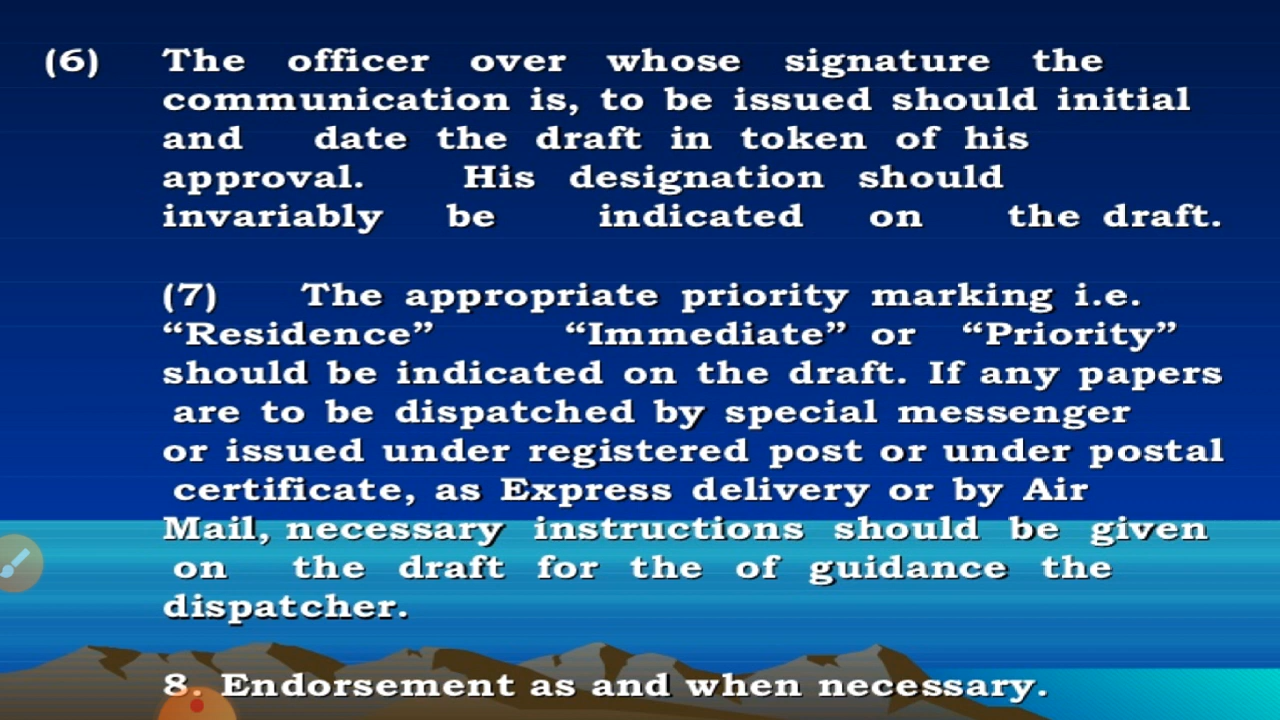 (6) The officer over whose signature the
communication is, to be issued should initial
and date the draft in token of his
approval. His designation should
invariably be indicated on the draft.
(7) The appropriate priority marking i.e.
“Residence” “Immediate” or “Priority”
should be indicated on the draft. If any papers
are to be dispatched by special messenger
or issued under registered post or under postal
certificate, as Express delivery or by Air
Mail, necessary instructions should be given
on the draft for the of guidance the
dispatcher.
8. Endorsement as and when necessary.